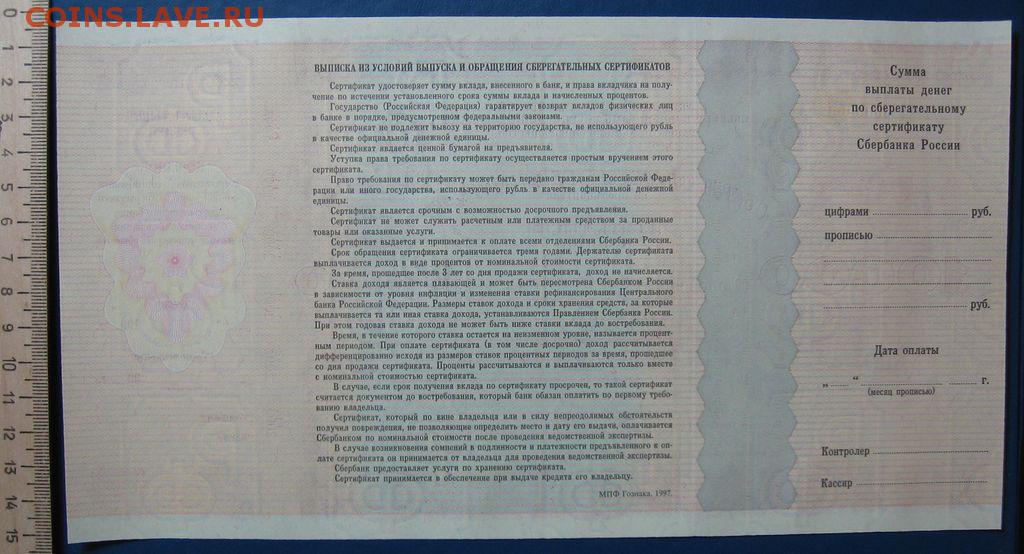 COINS.LAVE.RU
0
1
2
3
4
5
6
7
8
9
10
11
12
13
14
15
ВЫПИСКА ИЗ УСЛОВИЙ ВЫПУСКА И ОБРАЩЕНИЯ СБЕРЕГАТЕЛЬНЫХ СЕРТИФИКАТОВ
Сертификат удостоверяет сумму вклада, внесенного в банк, и права вкладчика на полу-
чение по истечении установленного срока суммы вклада и начисленных процентов.
Государство (Российская Федерация) гарантирует возврат вкладов физических лиц
в банке в порядке, предусмотренном федеральными законами.
Сертификат не подлежит вывозу на территорию государства, не использующего рубль
в качестве официальной денежной единицы.
Сертификат является ценной бумагой на предъявителя.
Уступка права требования по сертификату осуществляется простым вручением этого
сертификата.
Право требования по сертификату может быть передано гражданам Российской Феде-
рации или иного государства, использующего рубль в качестве официальной денежной
единицы.
Сертификат является срочным с возможностью досрочного предъявления.
Сертификат не может служить расчетным или платежным средством за проданные
товары или оказанные услуги.
Сертификат выдается и принимается к оплате всеми отделениями Сбербанка России.
Срок обращения сертификата ограничивается тремя годами. Держателю сертификата
выплачивается доход в виде процентов от номинальной стоимости сертификата.
За время, прошедшее после 3 лет со дня продажи сертификата, доход не начисляется.
Ставка дохода является плавающей и может быть пересмотрена Сбербанком России
в зависимости от уровня инфляции и изменения ставки рефинансирования Центрального
банка Российской Федерации. Размеры ставок дохода и сроки хранения средств, за которые
выплачивается та или иная ставка дохода, устанавливаются Правлением Сбербанка России.
При этом годовая ставка дохода не может быть ниже ставки вклада до востребования.
Время, в течение которого ставка остается на неизменном уровне, называется процент-
ным периодом. При оплате сертификата (в том числе досрочно) доход рассчитывается
дифференцированно исходя из размеров ставок процентных периодов за время, прошедшее
со дня продажи сертификата. Проценты рассчитываются и выплачиваются только вместе
с номинальной стоимостью сертификата.
В случае, если срок получения вклада по сертификату просрочен, то такой сертификат
считается документом до востребования, который банк обязан оплатить по первому требо-
ванию владельца.
Сертификат, который по вине владельца или в силу непреодолимых обстоятельств
получил повреждения, не позволяющие определить место и дату его выдачи, оплачивается
Сбербанком по номинальной стоимости после проведения ведомственной экспертизы.
В случае возникновения сомнений в подлинности и платежности предъявленного к оп-
лате сертификата он принимается от владельца для проведения ведомственной экспертизы.
Сбербанк предоставляет услуги по хранению сертификата.
Сертификат принимается в обеспечение при выдаче кредита его владельцу.
МПФ Гознака. 1997.
Сумма
выплаты денег
по сберегательному
сертификату
Сбербанка России
цифрами руб.
прописью
руб.
Дата оплаты
„ “ г.
(месяц прописью)
Контролер
Кассир